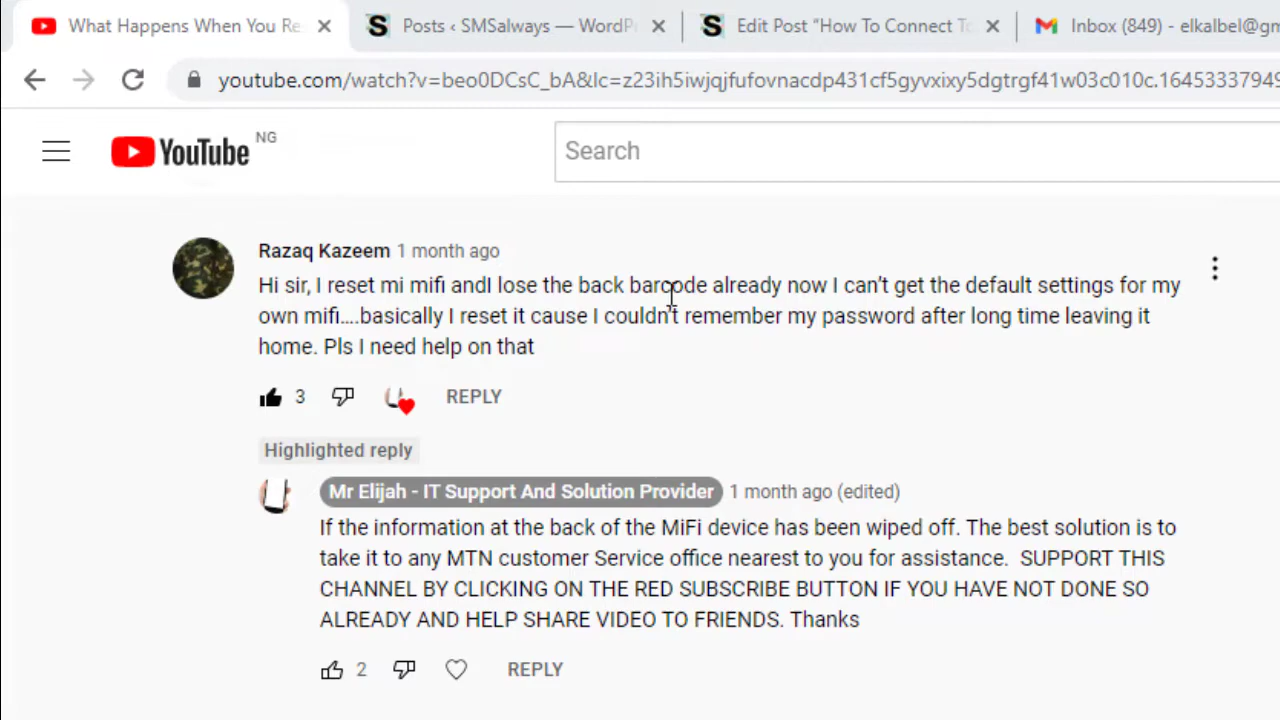 What Happens When You Re
Posts ‹ SMSalways — WordPr
Edit Post “How To Connect To
Inbox (849) - elkalbel@gm
youtube.com/watch?v=beo0DCsC_bA&lc=z23ih5iwjqjfufovnacdp431cf5gyvxixy5dgtrgf41w03c010c.16453337949
YouTube NG
Search
Razaq Kazeem 1 month ago
Hi sir, I reset mi mifi andI lose the back barcode already now I can’t get the default settings for my
own mifi....basically I reset it cause I couldn’t remember my password after long time leaving it
home. Pls I need help on that
3 REPLY
Highlighted reply
Mr Elijah - IT Support And Solution Provider 1 month ago (edited)
If the information at the back of the MiFi device has been wiped off. The best solution is to
take it to any MTN customer Service office nearest to you for assistance. SUPPORT THIS
CHANNEL BY CLICKING ON THE RED SUBSCRIBE BUTTON IF YOU HAVE NOT DONE SO
ALREADY AND HELP SHARE VIDEO TO FRIENDS. Thanks
2 REPLY